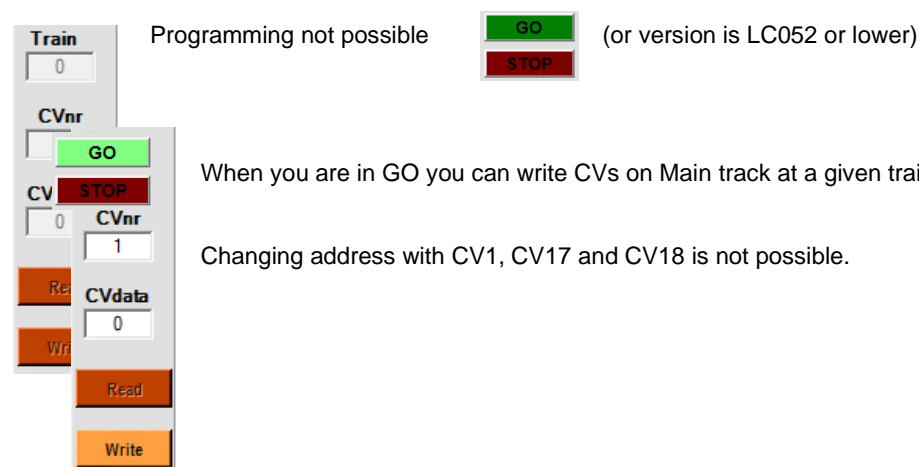 Train
0
Programming not possible
GO
STOP
(or version is LC052 or lower)
CVnr
CV
0
Wri
GO
STOP
CVnr
1
CVdata
0
Read
Write
When you are in GO you can write CVs on Main track at a given
Changing address with CV1, CV17 and CV18 is not possible.